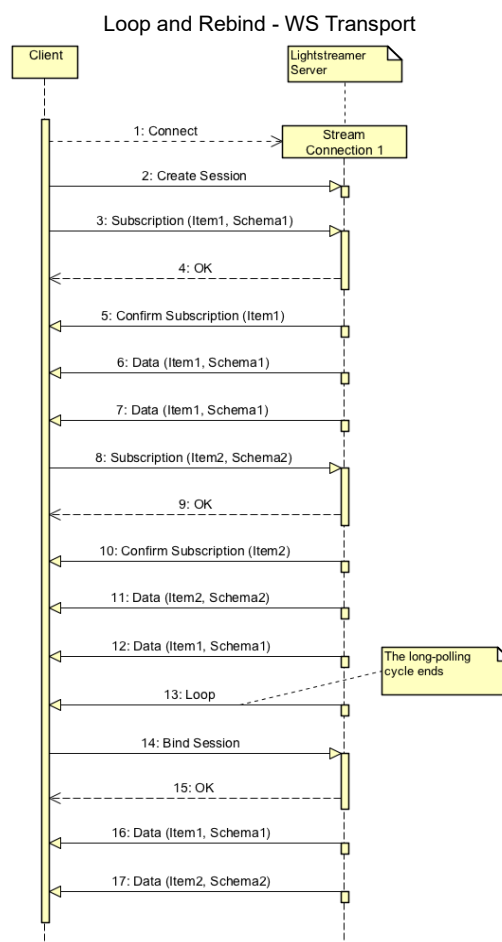 Loop and Rebind - WS Transport
Client
Lightstreamer
Server
1: Connect
Stream
Connection 1
2: Create Session
3: Subscription (Item1, Schema1)
4: OK
5: Confirm Subscription (Item1)
6: Data (Item1, Schema1)
7: Data (Item1, Schema1)
8: Subscription (Item2, Schema2)
9: OK
10: Confirm Subscription (Item2)
11: Data (Item2, Schema2)
12: Data (Item1, Schema1)
The long-polling
cycle ends
13: Loop
14: Bind Session
15: OK
16: Data (Item1, Schema1)
17: Data (Item2, Schema2)